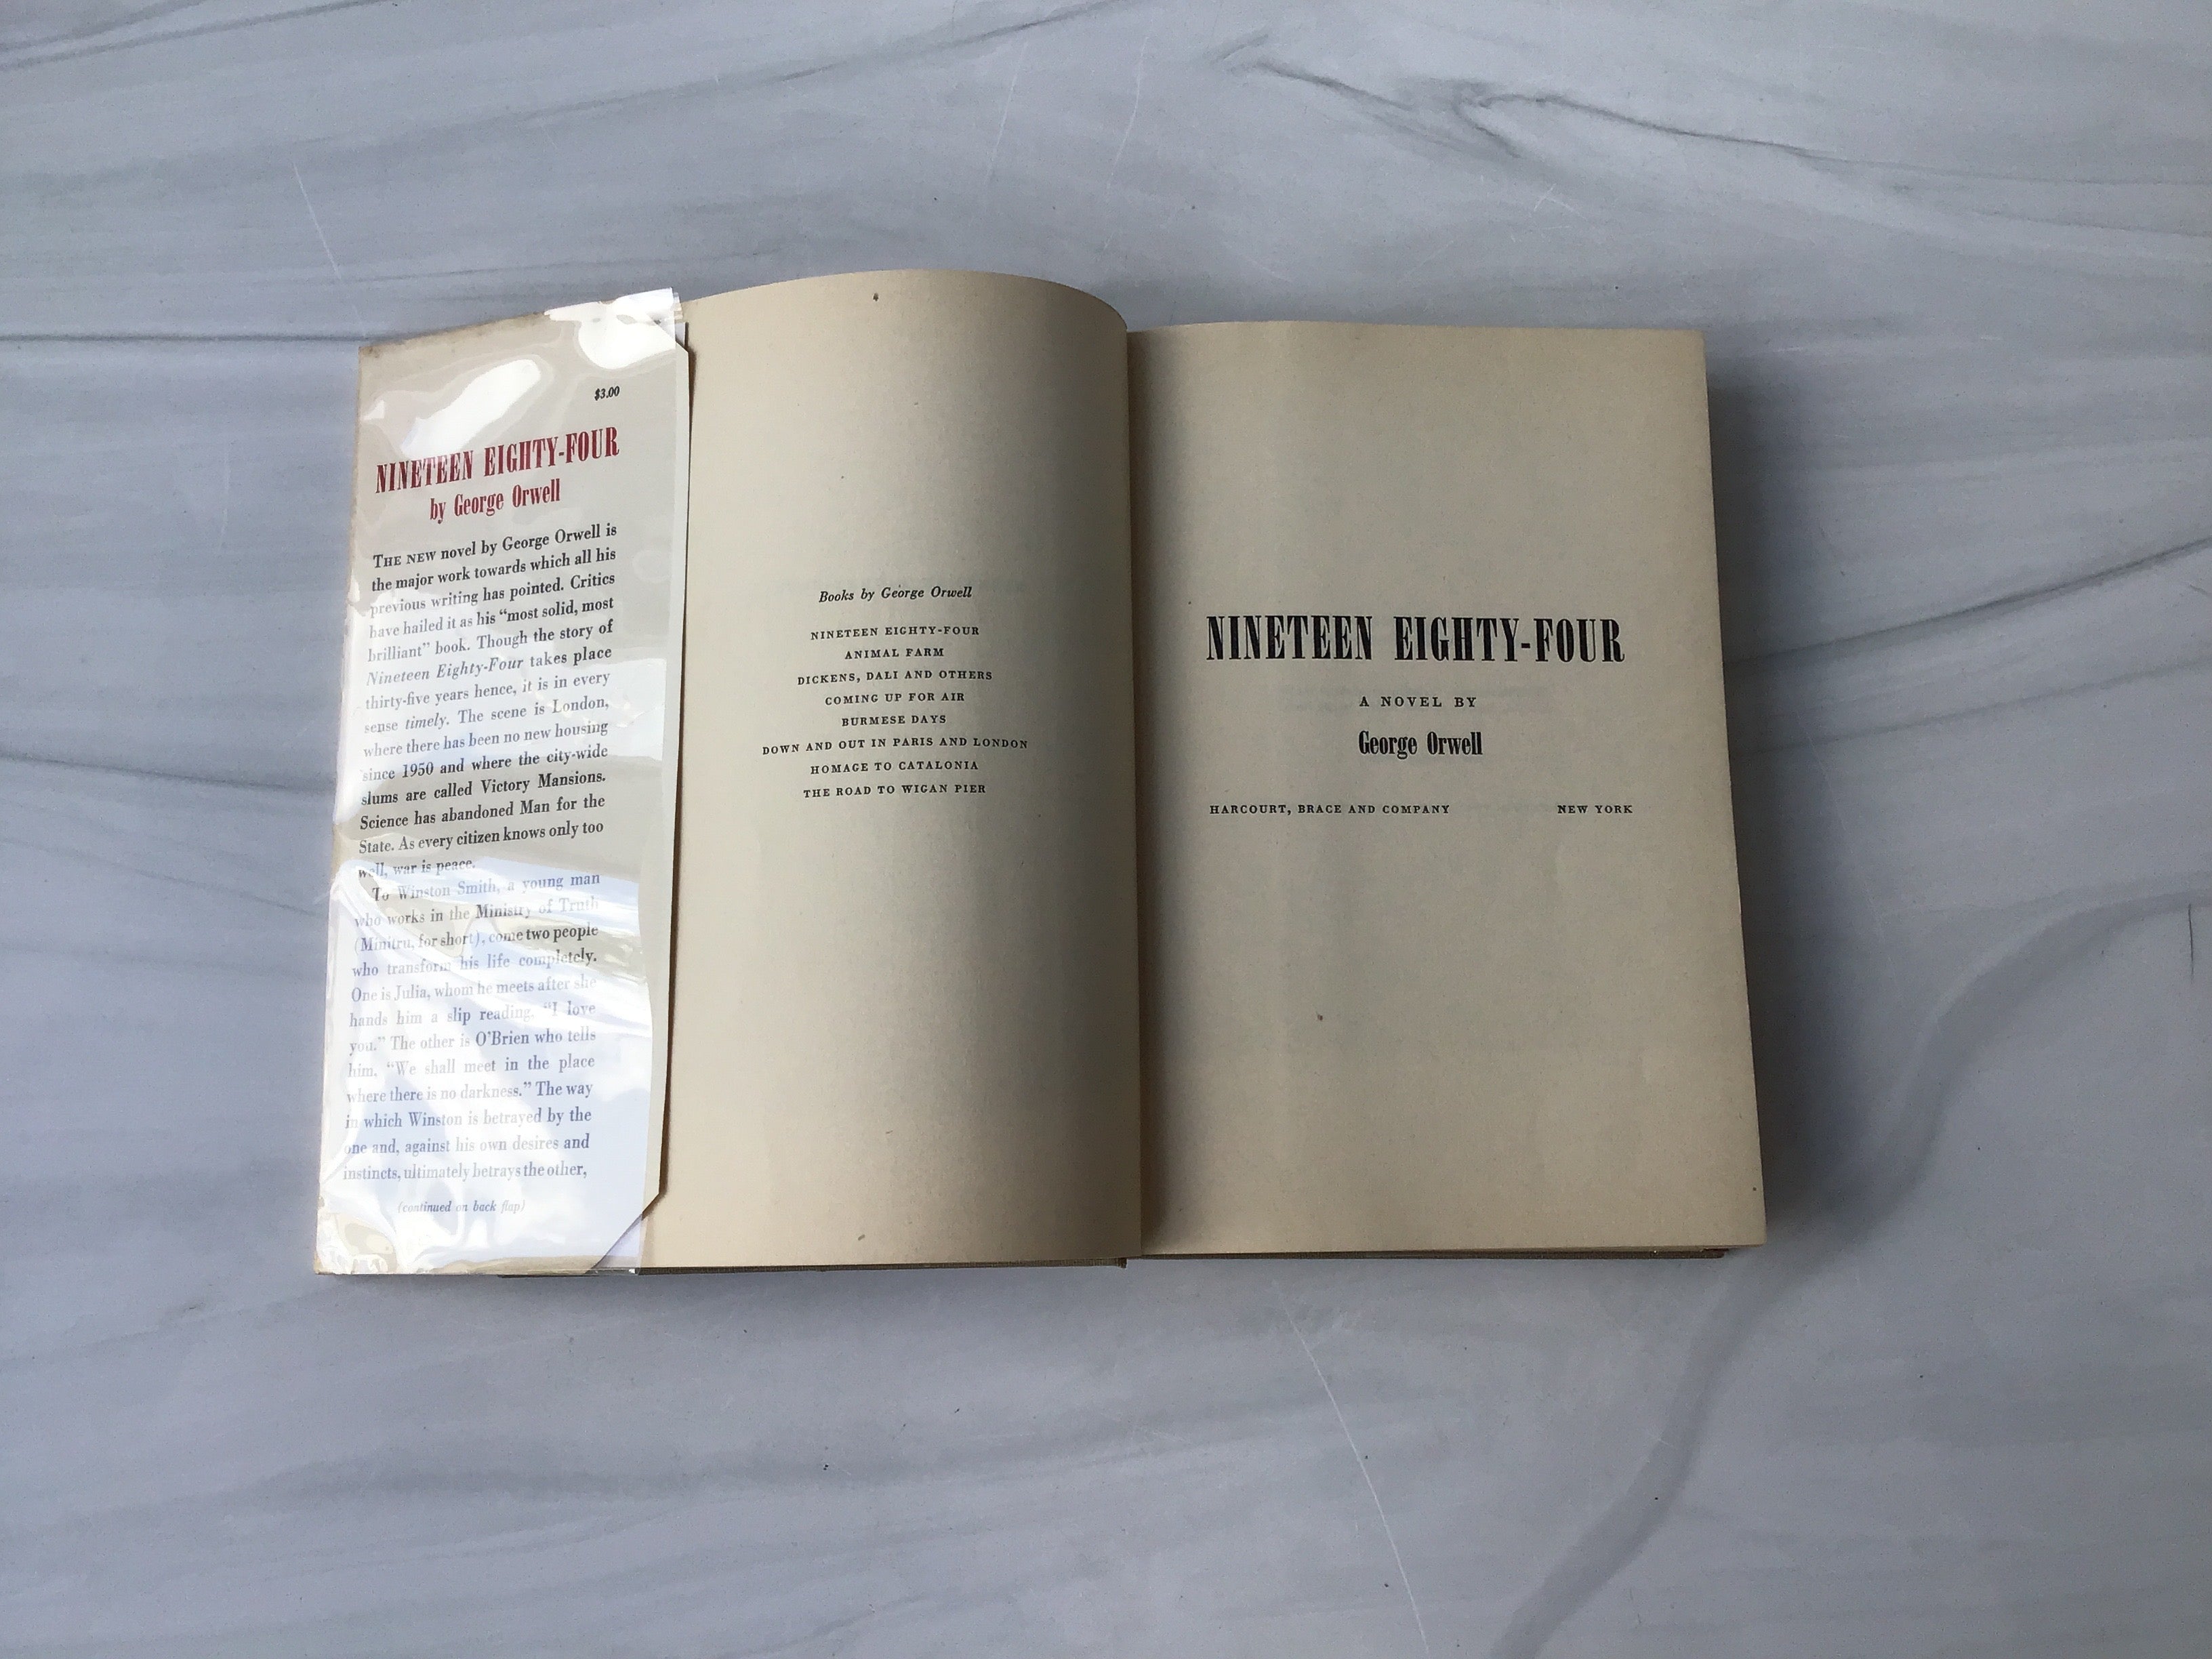 $3.00
NINETEEN EIGHTY-FOUR
by George Orwell
THE NEW novel by George Orwell is
the major work towards which all his
previous writing has pointed. Critics
have hailed it as his “most solid, most
brilliant” book. Though the story of
Nineteen Eighty-Four takes place
thirty-five years hence, it is in every
sense timely. The scene is London,
where there has been no new housing
since 1950 and where the city-wide
slums are called Victory Mansions.
Science has abandoned Man for the
State. As every citizen knows only too
well, war is peace.
To Winston Smith, a young man
who works in the Ministry of Truth
(Minitru, for short), come two people
who transform his life completely.
One is Julia, whom he meets after she
hands him a slip reading, “I love
you.” The other is O’Brien who tells
him, “We shall meet in the place
where there is no darkness.” The way
in which Winston is betrayed by the
one and, against his own desires and
instincts, ultimately betrays the other,
(continued on back flap)
Books by George Orwell
NINETEEN EIGHTY-FOUR
ANIMAL FARM
DICKENS, DALI AND OTHERS
COMING UP FOR AIR
BURMESE DAYS
DOWN AND OUT IN PARIS AND LONDON
HOMAGE TO CATALONIA
THE ROAD TO WIGAN PIER
NINETEEN EIGHTY-FOUR
A NOVEL BY
George Orwell
HARCOURT, BRACE AND COMPANY NEW YORK